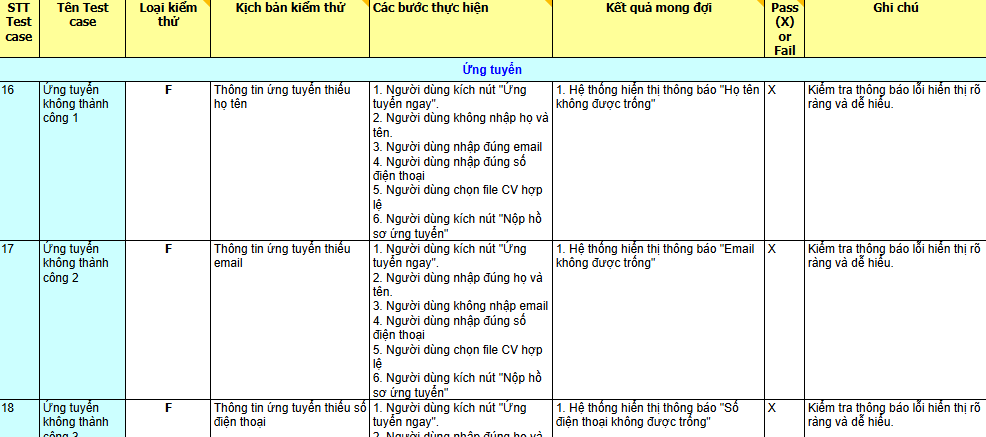 STT Test case
Tên Test case
Loại kiểm thử
Kịch bản kiểm thử
Các bước thực hiện
Kết quả mong đợi
Pass (X) or Fail
Ghi chú
Ứng tuyển
16
Ứng tuyển
không thành
công 1
F
Thông tin ứng tuyển thiếu
họ tên
1. Người dùng kích nút "Ứng
tuyển ngay".
2. Người dùng không nhập họ và
tên.
3. Người dùng nhập đúng email
4. Người dùng nhập đúng số
điện thoại
5. Người dùng chọn file CV hợp
lệ
6. Người dùng kích nút "Nộp hồ
sơ ứng tuyển"
1. Hệ thống hiển thị thông báo "Họ tên
không được trống"
X
Kiểm tra thông báo lỗi hiển thị rõ
ràng và dễ hiểu.
17
Ứng tuyển
không thành
công 2
F
Thông tin ứng tuyển thiếu
email
1. Người dùng kích nút "Ứng
tuyển ngay".
2. Người dùng nhập đúng họ và
tên.
3. Người dùng không nhập email
4. Người dùng nhập đúng số
điện thoại
5. Người dùng chọn file CV hợp
lệ
6. Người dùng kích nút "Nộp hồ
sơ ứng tuyển"
1. Hệ thống hiển thị thông báo "Email
không được trống"
X
Kiểm tra thông báo lỗi hiển thị rõ
ràng và dễ hiểu.
18
Ứng tuyển
không thành
F
Thông tin ứng tuyển thiếu số
điện thoại
1. Người dùng kích nút "Ứng
tuyển ngay".
2. Người dùng nhập đúng họ và
1. Hệ thống hiển thị thông báo "Số
điện thoại không được trống"
X
Kiểm tra thông báo lỗi hiển thị rõ
ràng và dễ hiểu.